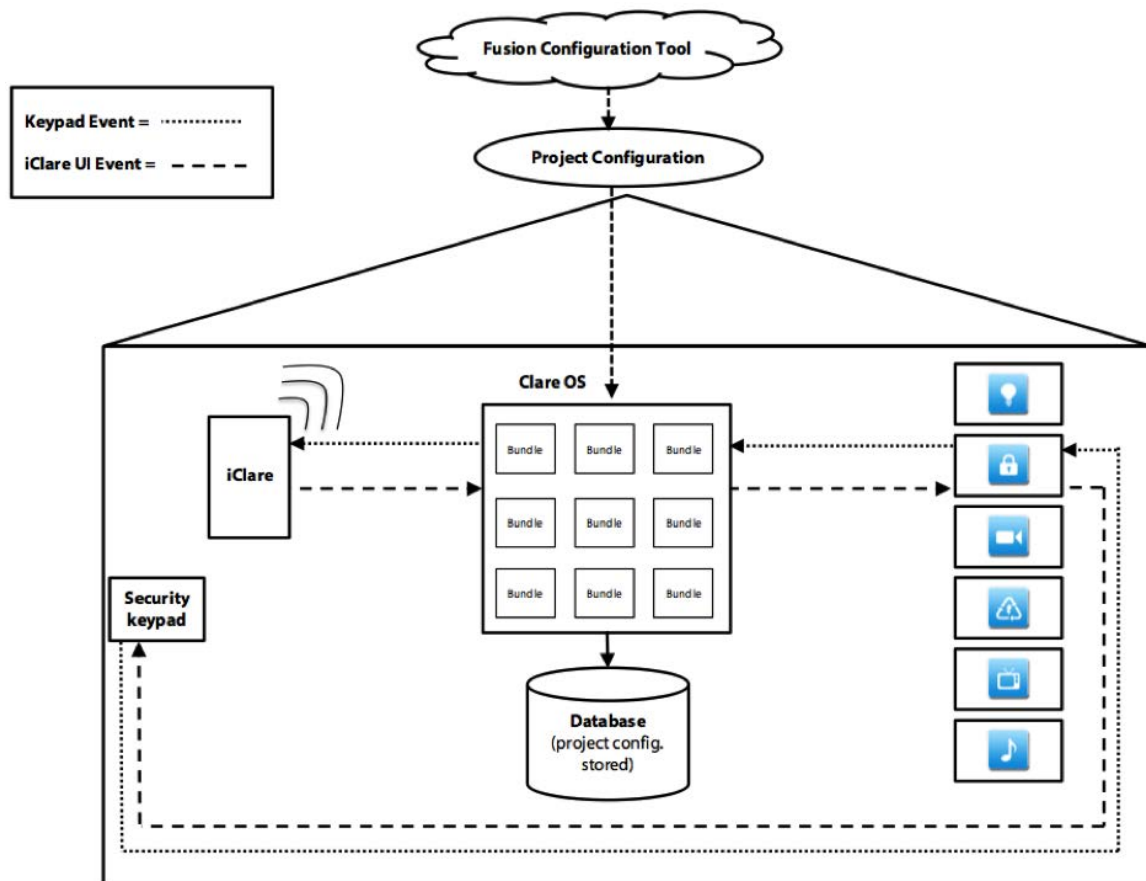 Fusion Configuration Tool
Keypad Event =
iClare UI Event =
Project Configuration
Clare OS
iClare
Bundle
Bundle
Bundle
Bundle
Bundle
Bundle
Bundle
Bundle
Bundle
Security
keypad
Database
(project config.
stored)